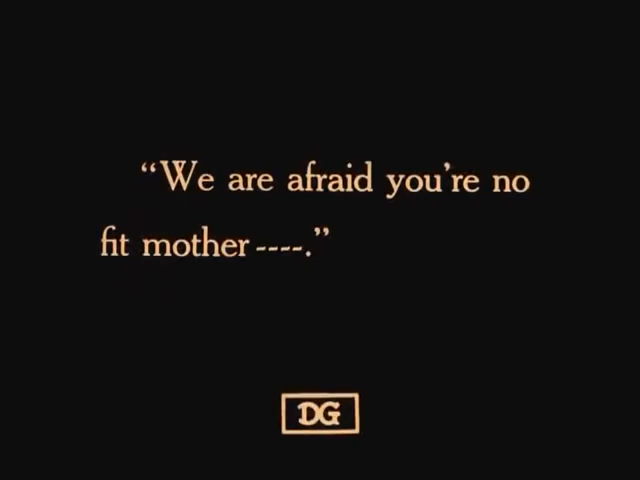 “We are afraid you’re no
fit mother ----.”
DG